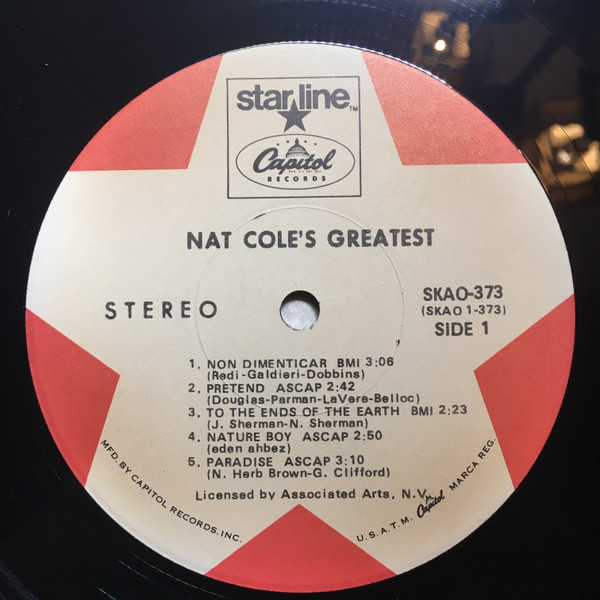 starline TM
Capitol
RECORDS
NAT COLE'S GREATEST
STEREO
SKAO-373
(SKAO 1-373)
SIDE 1
1. NON DIMENTICAR BMI 3:06
(Redi-Galdieri-Dobbins)
2. PRETEND ASCAP 2:42
(Douglas-Parman-LaVere-Belloc)
3. TO THE ENDS OF THE EARTH BMI 2:23
(J. Sherman-N. Sherman)
4. NATURE BOY ASCAP 2:50
(eden ahbez)
5. PARADISE ASCAP 3:10
(N. Herb Brown-G. Clifford)
Licensed by Associated Arts, N.V.
MFD. BY CAPITOL RECORDS, INC.
U.S.A. T.M. Capitol MARCA REG.